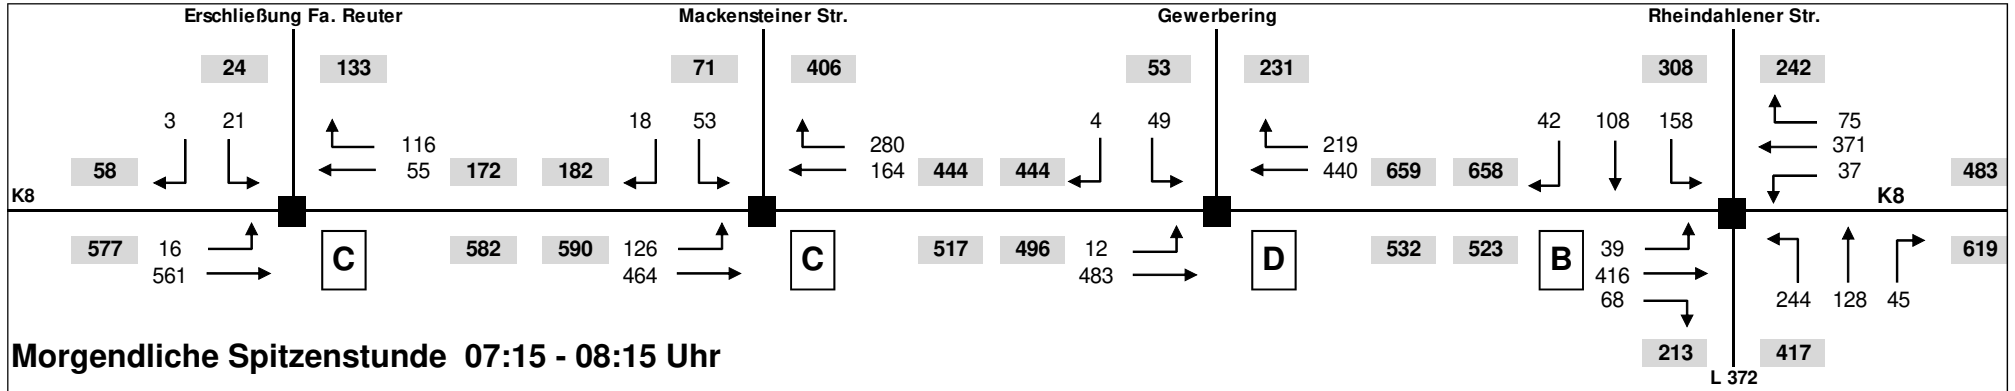 Erschließung Fa. Reuter Mackensteiner Str. Gewerbering Rheindahlener Str.
24 133 71 406 53 231 308 242
3 21 18 53 4 49 42 108 158 75
116 280 219 371
58 55 172 182 164 444 444 440 659 658 37 483
K8 K8
577 16 582 590 126 517 496 12 532 523 39 619
561 C 464 C 483 D B 416
68 244 128 45
Morgendliche Spitzenstunde 07:15 - 08:15 Uhr 213 417
L 372